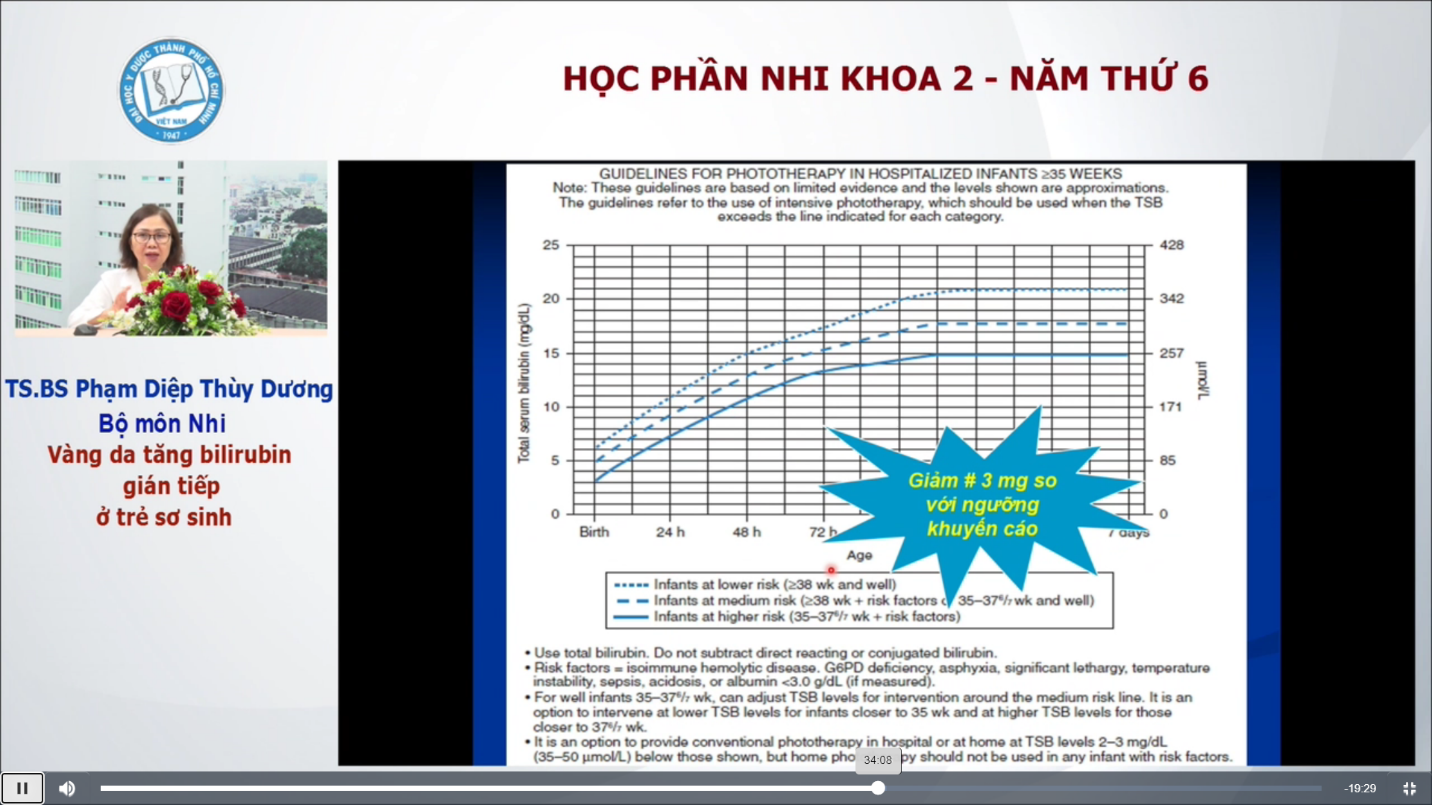 ĐẠI HỌC Y DƯỢC THÀNH PHỐ HỒ CHÍ MINH
VIỆT NAM
1947
HỌC PHẦN NHI KHOA 2 - NĂM THỨ 6
TS.BS Phạm Diệp Thùy Dương
Bộ môn Nhi
Vàng da tăng bilirubin
gián tiếp
ở trẻ sơ sinh
GUIDELINES FOR PHOTOTHERAPY IN HOSPITALIZED INFANTS ≥35 WEEKS
Note: These guidelines are based on limited evidence and the levels shown are approximations.
The guidelines refer to the use of intensive phototherapy, which should be used when the TSB
exceeds the line indicated for each category.
Total serum bilirubin (mg/dL)
25
20
15
10
5
0
428
342
257
171
85
0
µmol/L
Birth 24 h 48 h 72 h 7 days
Age
Giảm # 3 mg so
với ngưỡng
khuyến cáo
Infants at lower risk (≥38 wk and well)
Infants at medium risk (≥38 wk + risk factors 35–37⁶/₇ wk and well)
Infants at higher risk (35–37⁶/₇ wk + risk factors)
• Use total bilirubin. Do not subtract direct reacting or conjugated bilirubin.
• Risk factors = isoimmune hemolytic disease. G6PD deficiency, asphyxia, significant lethargy, temperature
instability, sepsis, acidosis, or albumin <3.0 g/dL (if measured).
• For well infants 35–37⁶/₇ wk, can adjust TSB levels for intervention around the medium risk line. It is an
option to intervene at lower TSB levels for infants closer to 35 wk and at higher TSB levels for those
closer to 37⁶/₇ wk.
• It is an option to provide conventional phototherapy in hospital or at home at TSB levels 2–3 mg/dL
(35–50 µmol/L) below those shown, but home pho py should not be used in any infant with risk factors.
34:08
-19:29